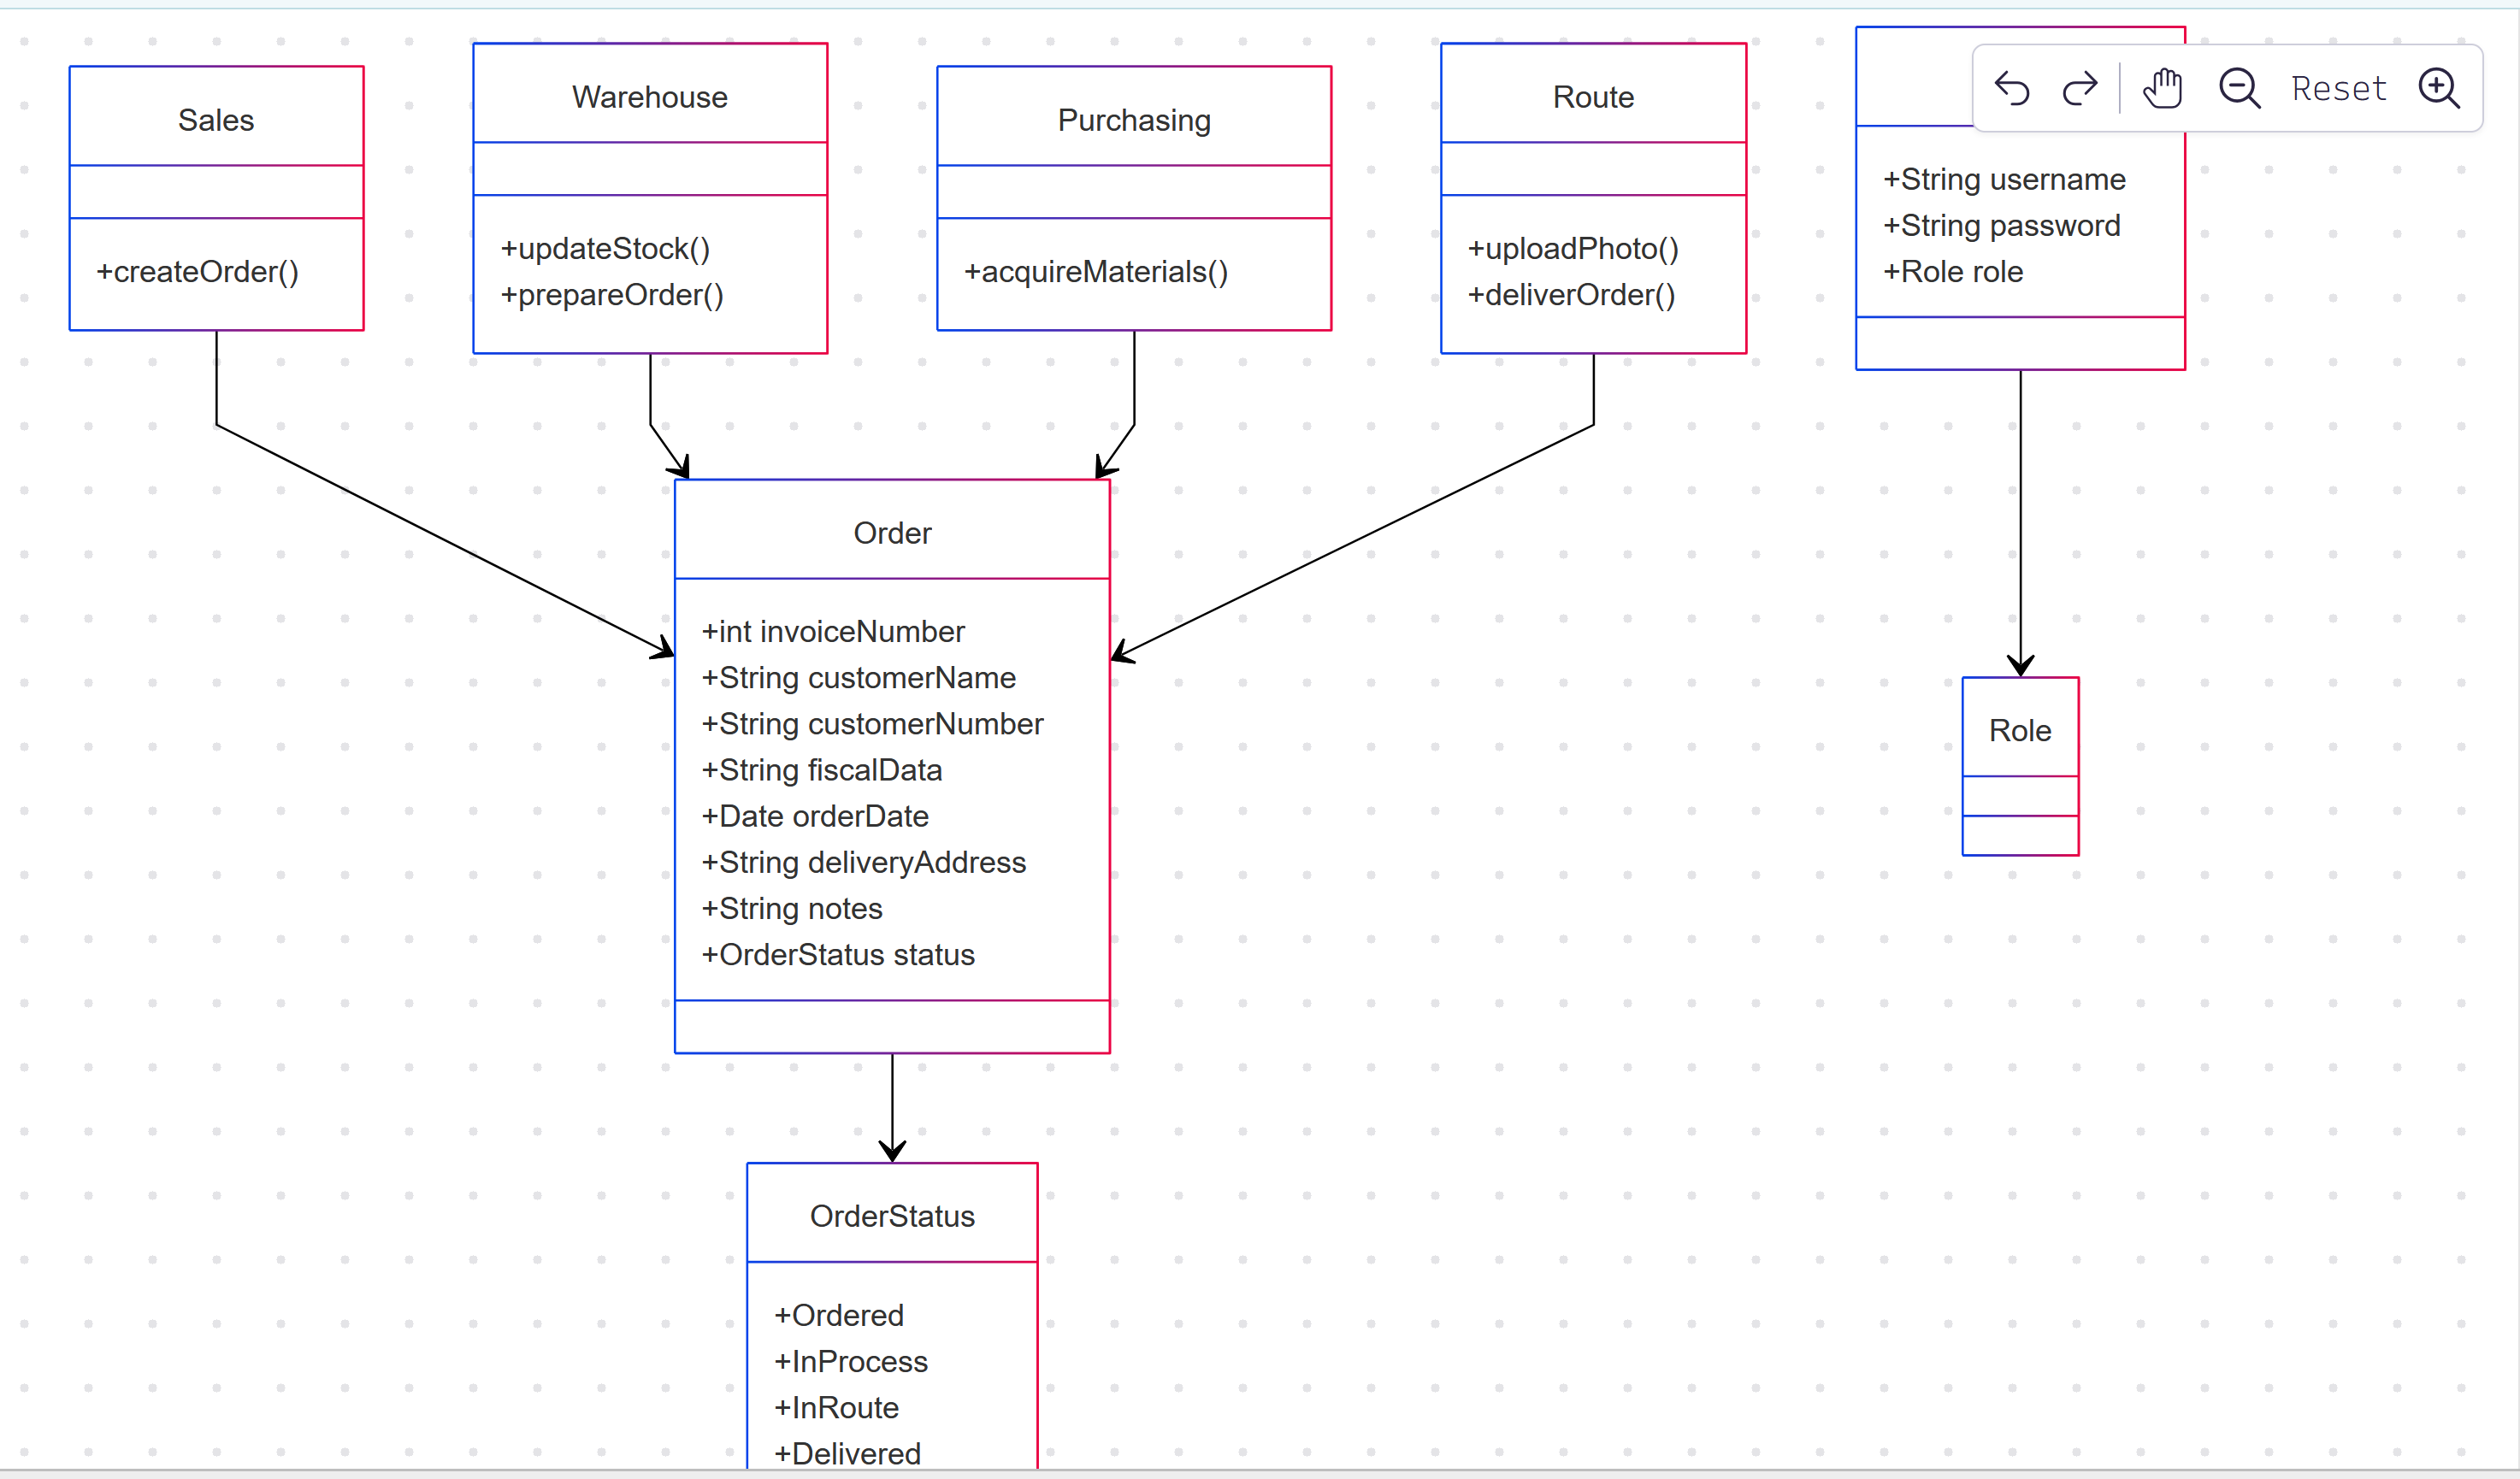 Sales
+createOrder()
Warehouse
+updateStock()
+prepareOrder()
Purchasing
+acquireMaterials()
Route
+uploadPhoto()
+deliverOrder()
Reset
+String username
+String password
+Role role
Order
+int invoiceNumber
+String customerName
+String customerNumber
+String fiscalData
+Date orderDate
+String deliveryAddress
+String notes
+OrderStatus status
Role
OrderStatus
+Ordered
+InProcess
+InRoute
+Delivered